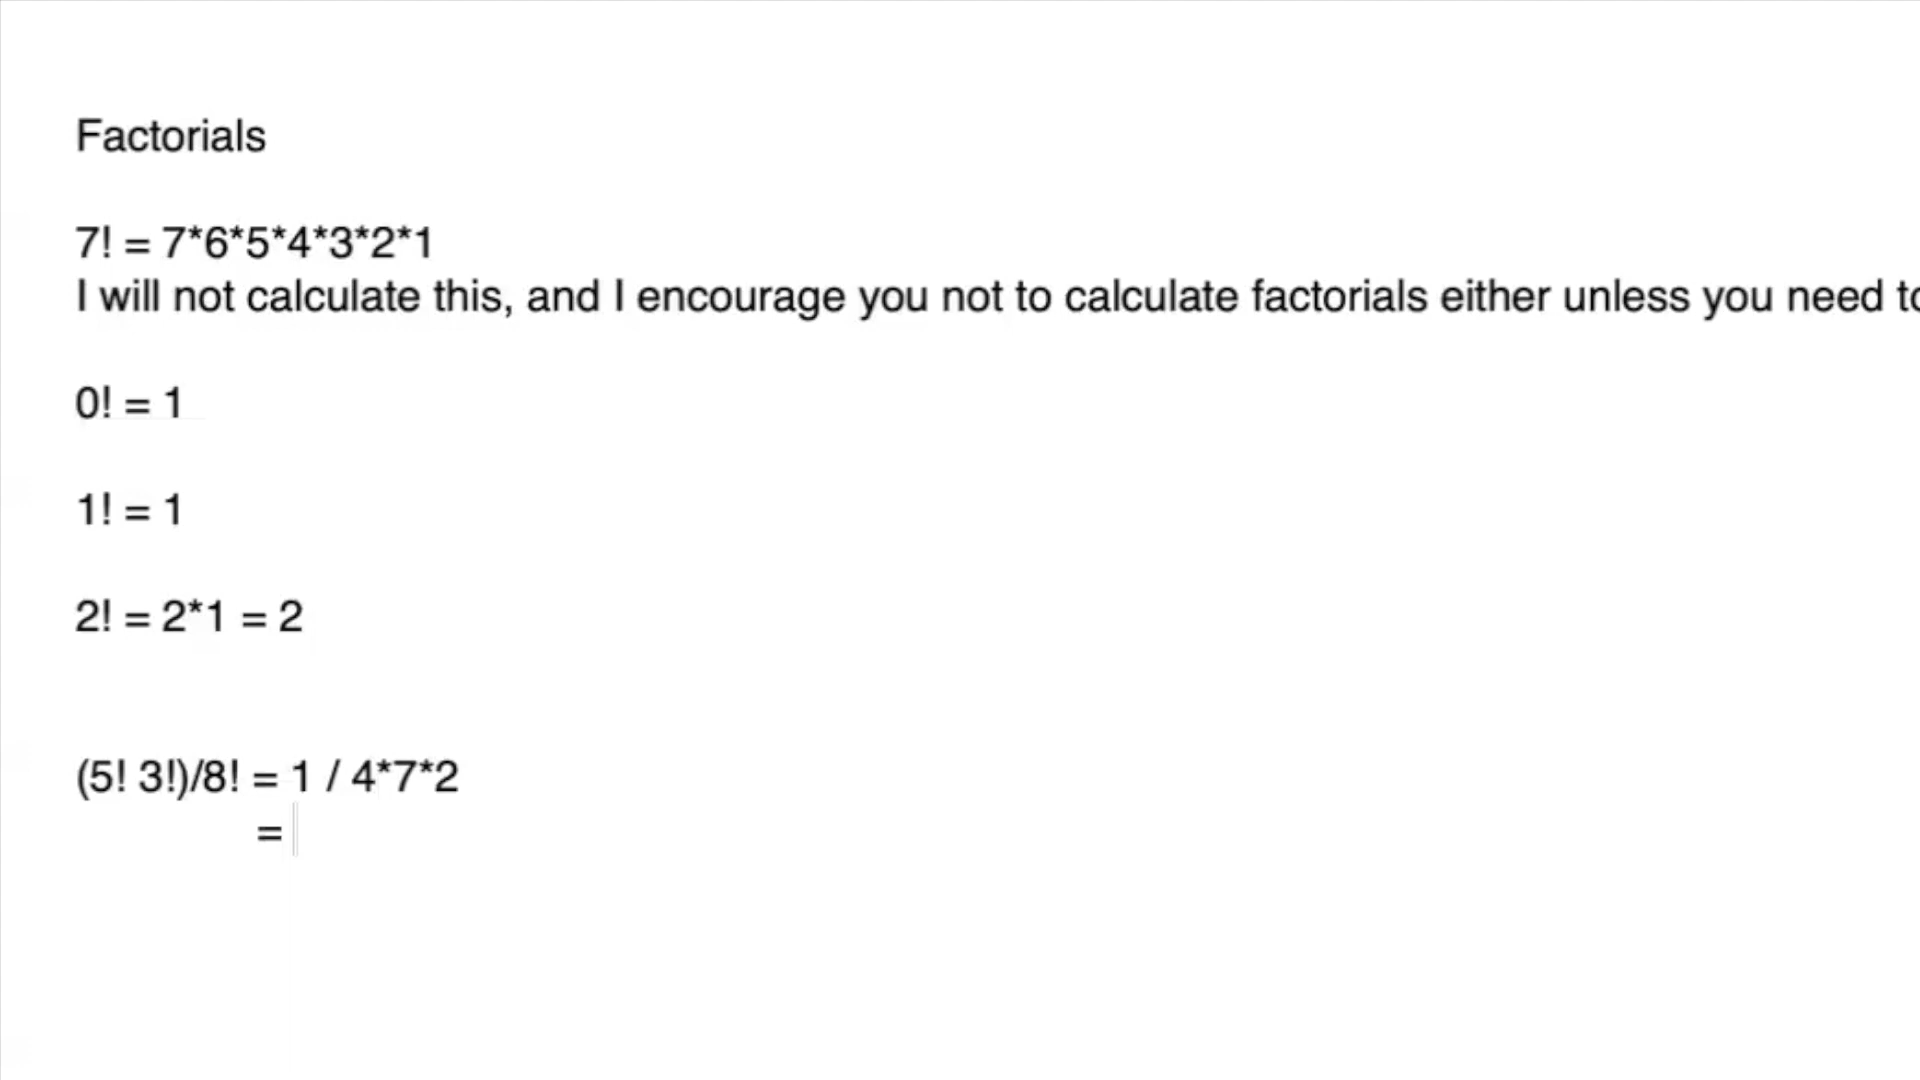 Factorials
7! = 7*6*5*4*3*2*1
I will not calculate this, and I encourage you not to calculate factorials either unless you need
0! = 1
1! = 1
2! = 2*1 = 2
(5! 3!)/8! = 1 / 4*7*2
=